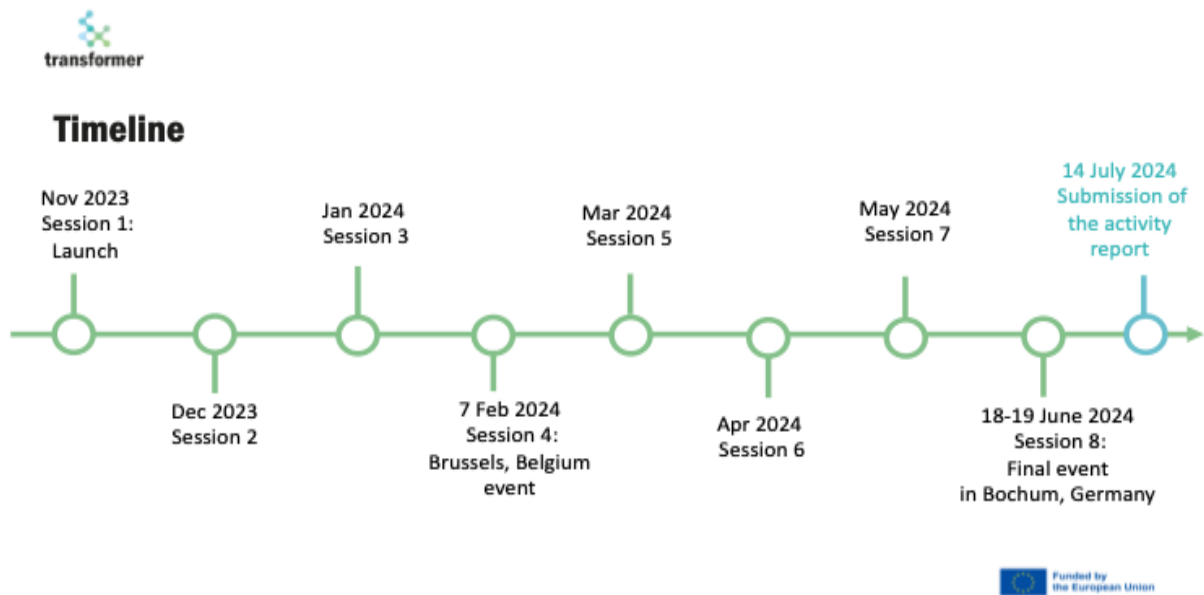 transformer
Timeline
Nov 2023
Session 1:
Launch
Dec 2023
Session 2
Jan 2024
Session 3
7 Feb 2024
Session 4:
Brussels, Belgium
event
Mar 2024
Session 5
Apr 2024
Session 6
May 2024
Session 7
18-19 June 2024
Session 8:
Final event
in Bochum, Germany
14 July 2024
Submission of
the activity
report
Funded by
the European Union